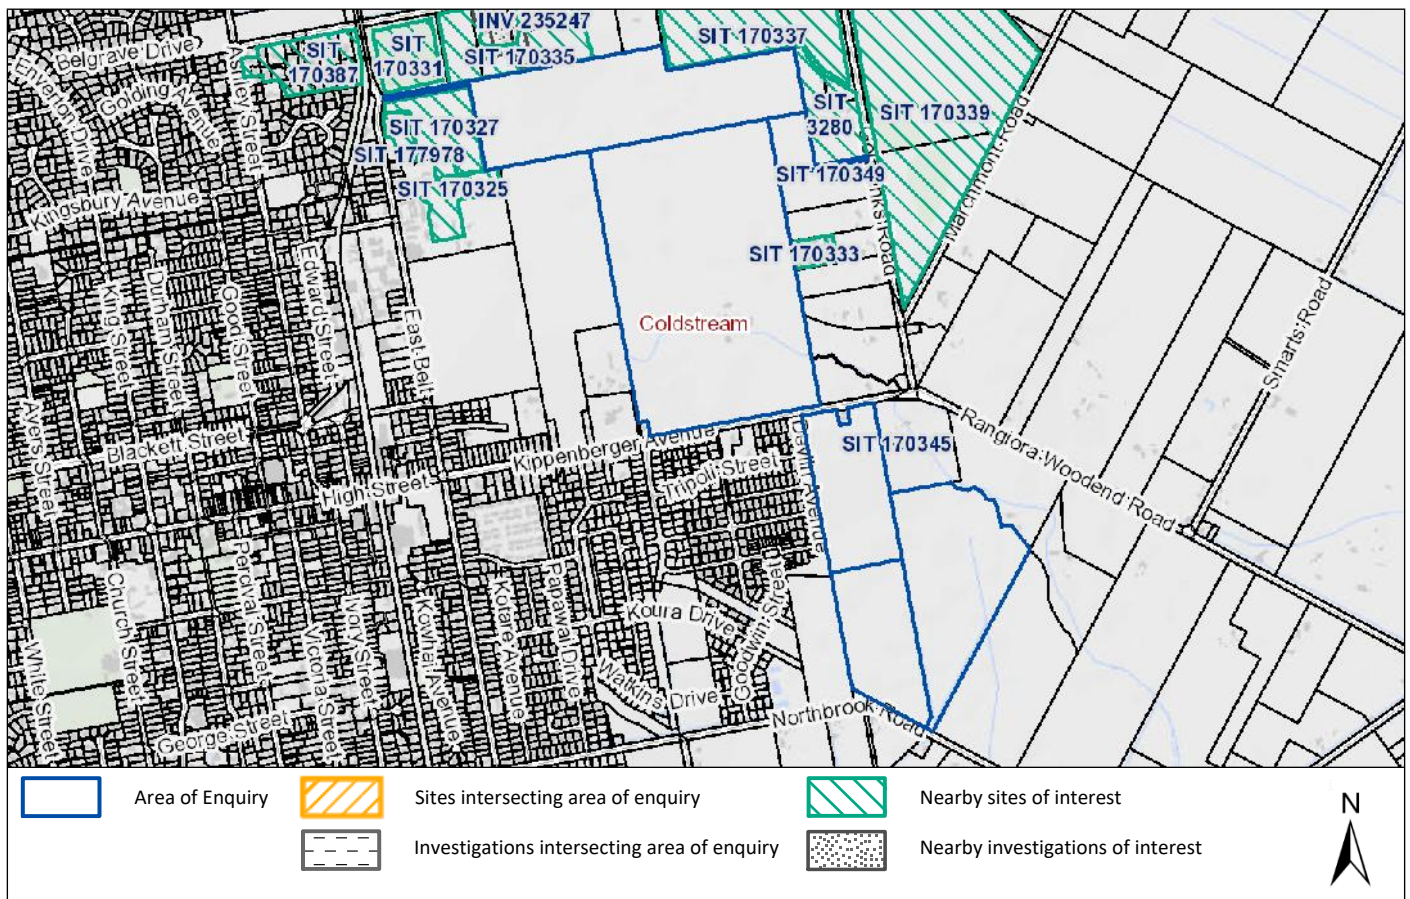 INV 235247
Belgrave Drive
SIT
170387
SIT
170331
SIT 170335
SIT 170337
Enverton Drive
Golding Avenue
Ashley Street
SIT 170327
SIT
3280
SIT 170339
SIT 177978
SIT 170325
SIT 170349
Marchmont Road
Kingsbury Avenue
SIT 170333
Road
King Street
Durham Street
Good Street
Edward Street
East Belt
Coldstream
Smarts Road
Ayers Street
Blackett Street
High Street
Kippenberger Avenue
Tripoli Street
SIT 170345
Rangiora Woodend Road
Church Street
Percival Street
Victoria Street
Ivory Street
Kowhai Avenue
Kotare Avenue
Papawai Drive
Koura Drive
Goodwin Street
Watkins Drive
White Street
George Street
Northbrook Road
Area of Enquiry
Sites intersecting area of enquiry
Nearby sites of interest
Investigations intersecting area of enquiry
Nearby investigations of interest
N